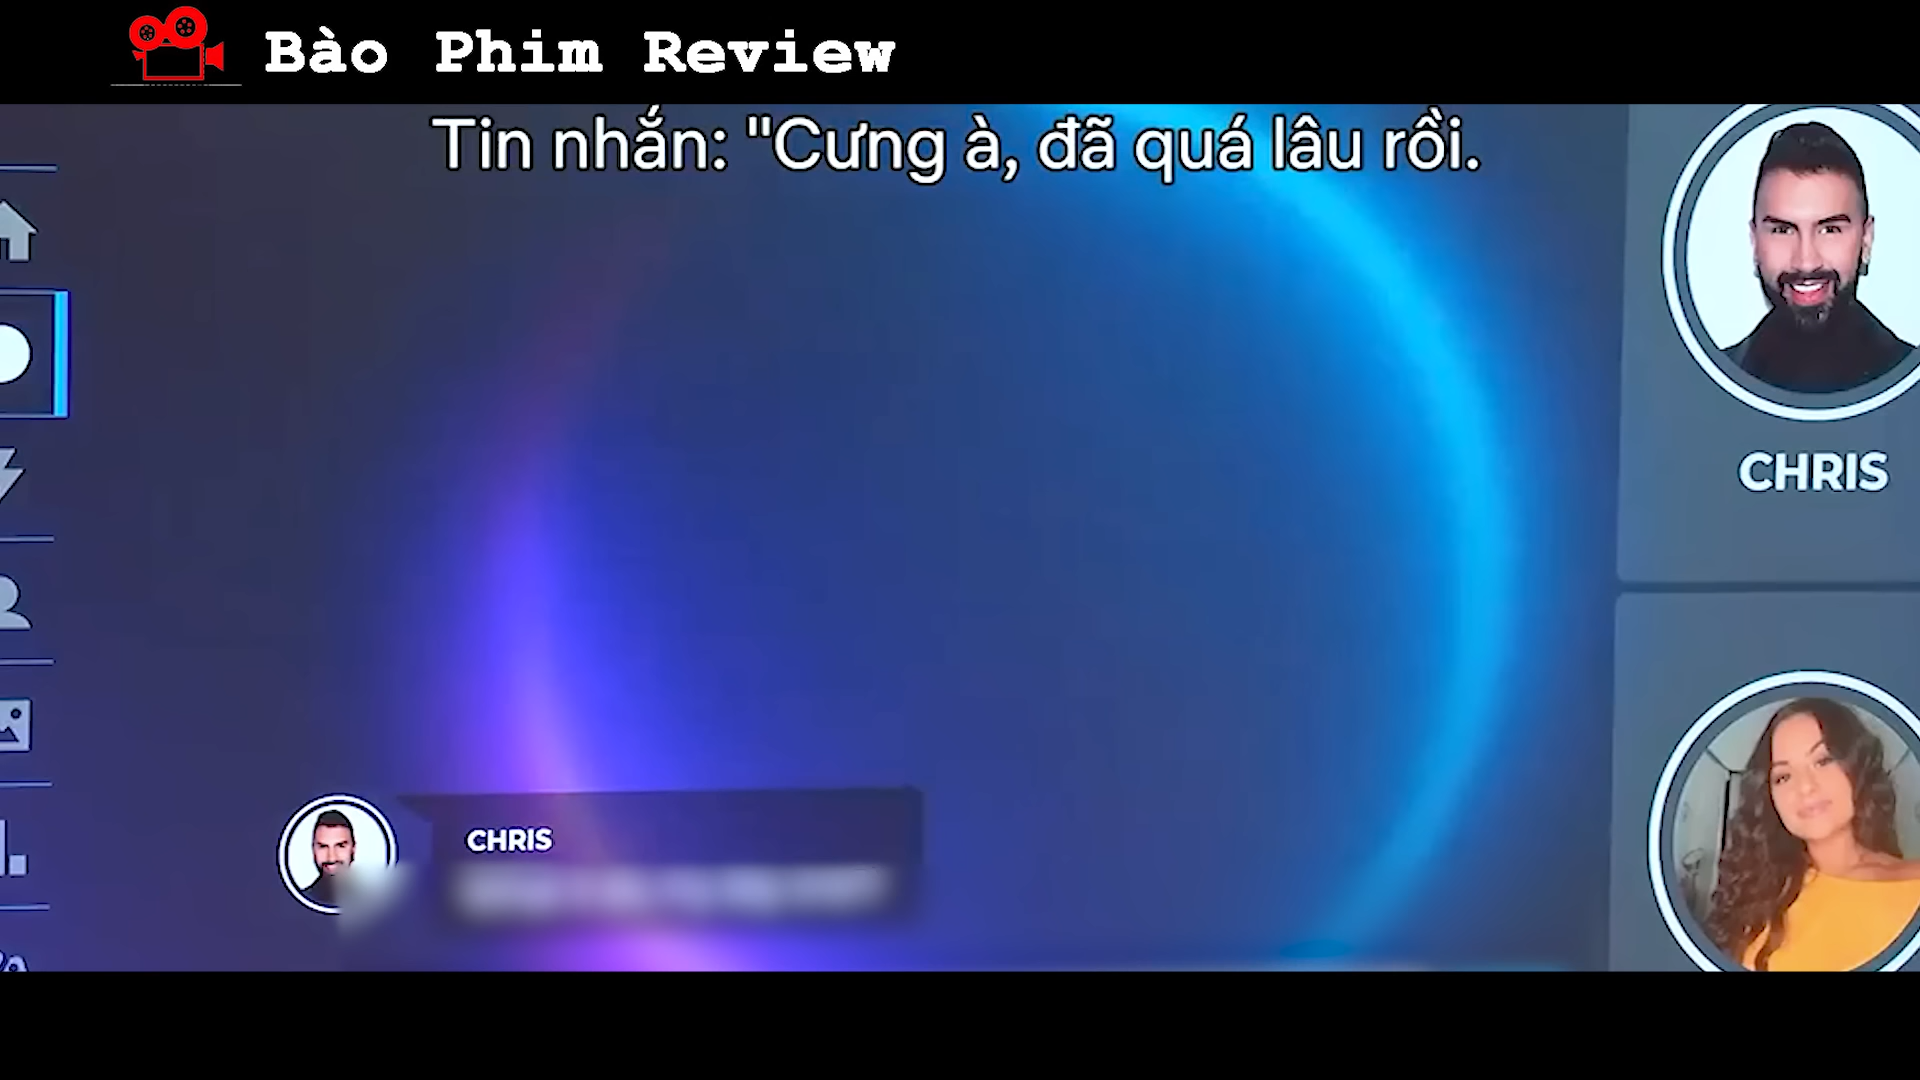 Bào Phim Review
Tin nhắn: "Cưng à, đã quá lâu rồi.
CHRIS
CHRIS